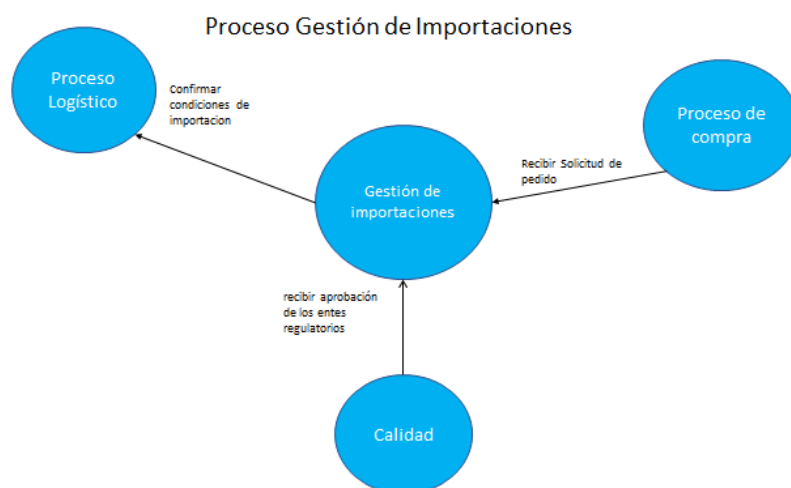 Proceso Gestión de Importaciones
Proceso
Logístico
Confirmar
condiciones de
importacion
Proceso de
compra
Recibir Solicitud de
pedido
Gestión de
importaciones
recibir aprobación
de los entes
regulatorios
Calidad